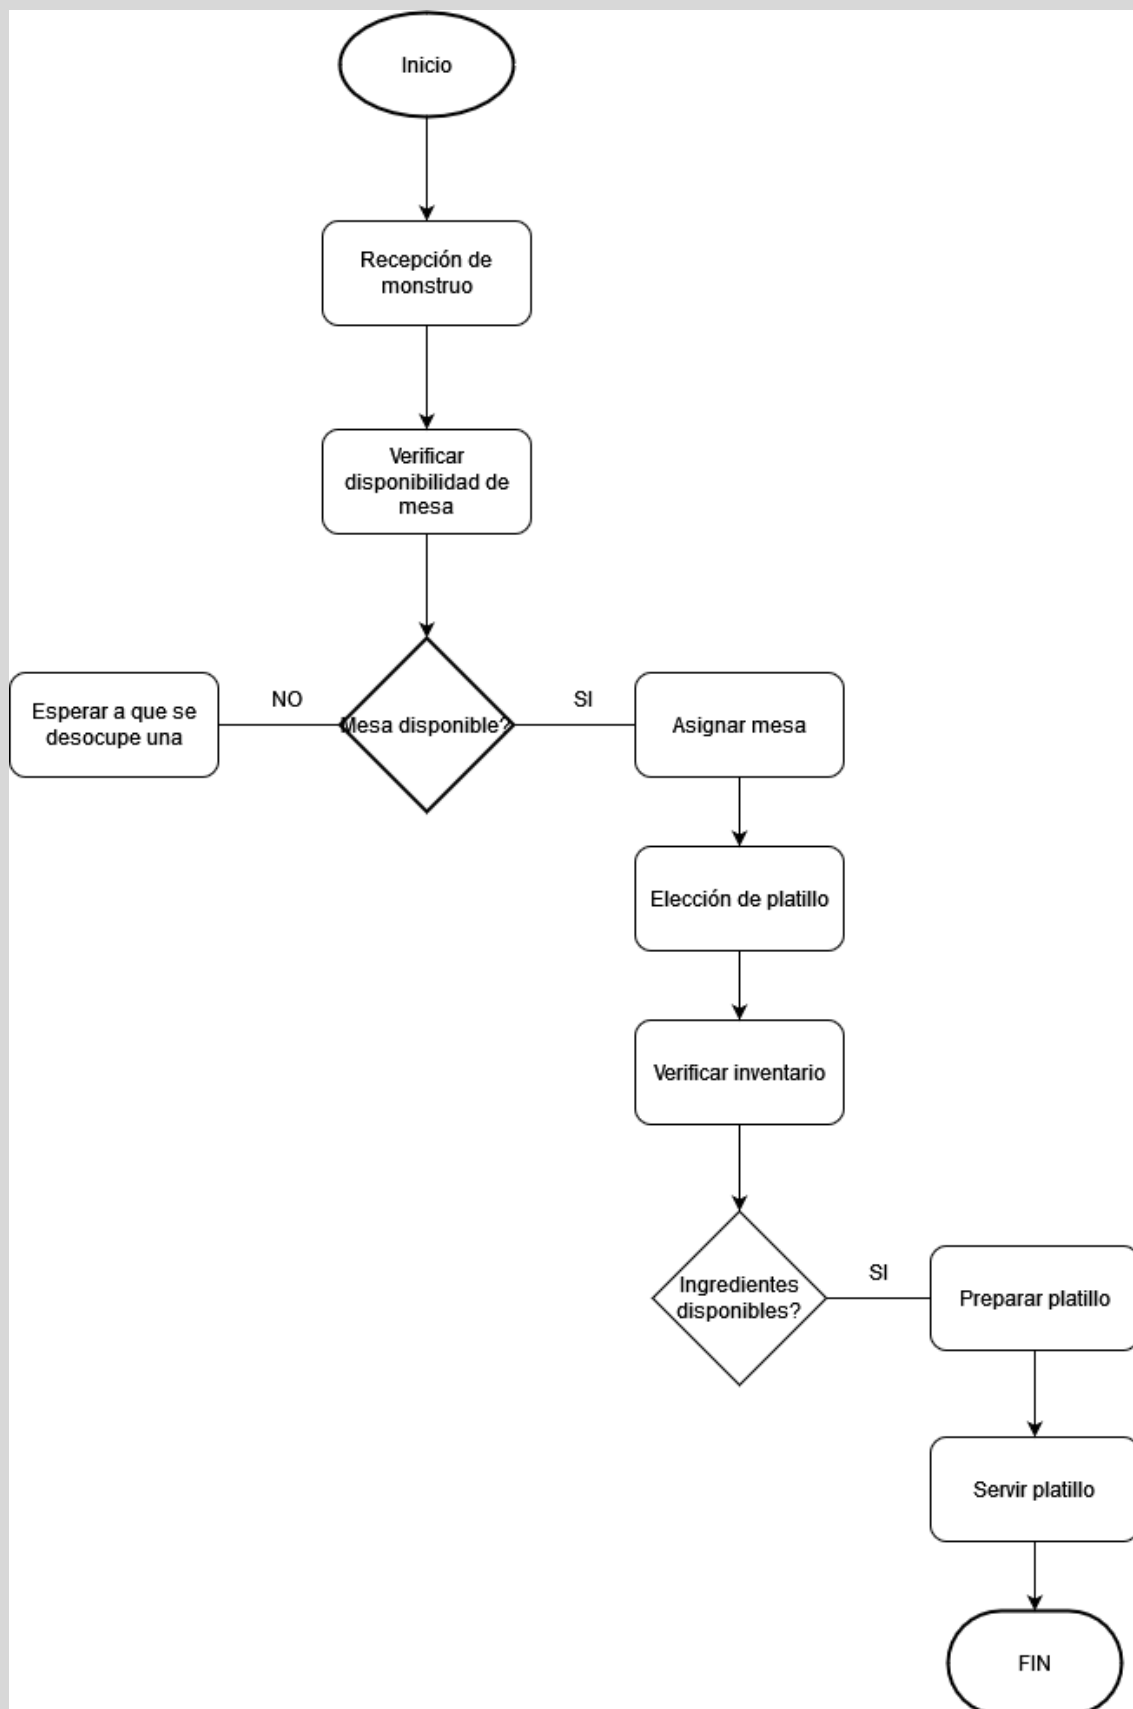 Inicio
Recepción de
monstruo
Verificar
disponibilidad de
mesa
Esperar a que se
desocupe una
NO
Mesa disponible?
SI
Asignar mesa
Elección de platillo
Verificar inventario
Ingredientes
disponibles?
SI
Preparar platillo
Servir platillo
FIN